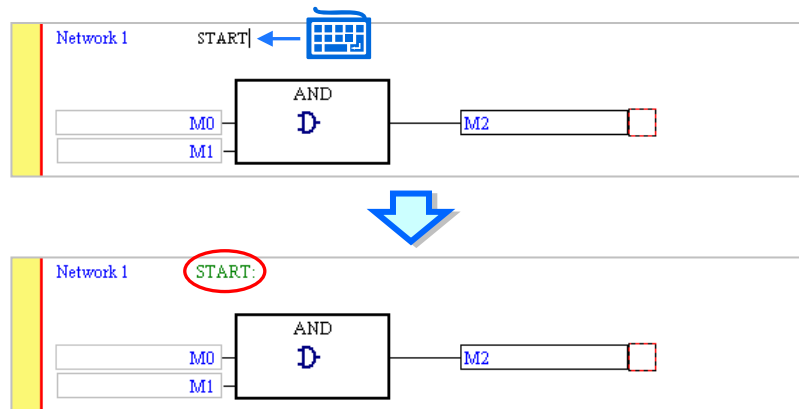 Network 1 START
AND
M0 M2
M1
Network 1 START:
AND
M0 M2
M1